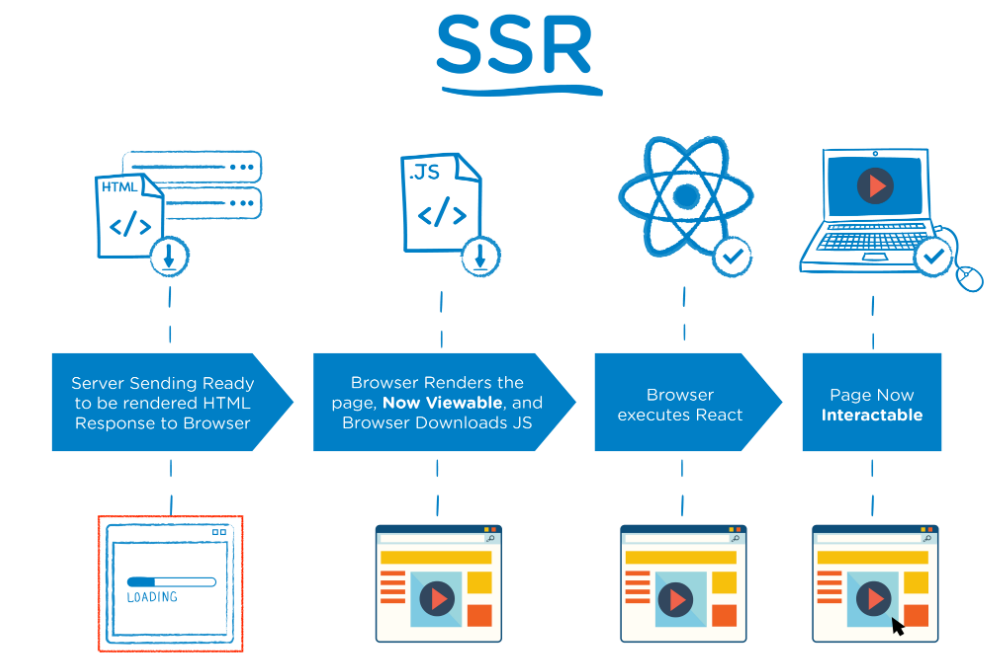 SSR
HTML
</>
.JS
</>
Server Sending Ready
to be rendered HTML
Response to Browser
Browser Renders the
page, Now Viewable, and
Browser Downloads JS
Browser
executes React
Page Now
Interactable
LOADING